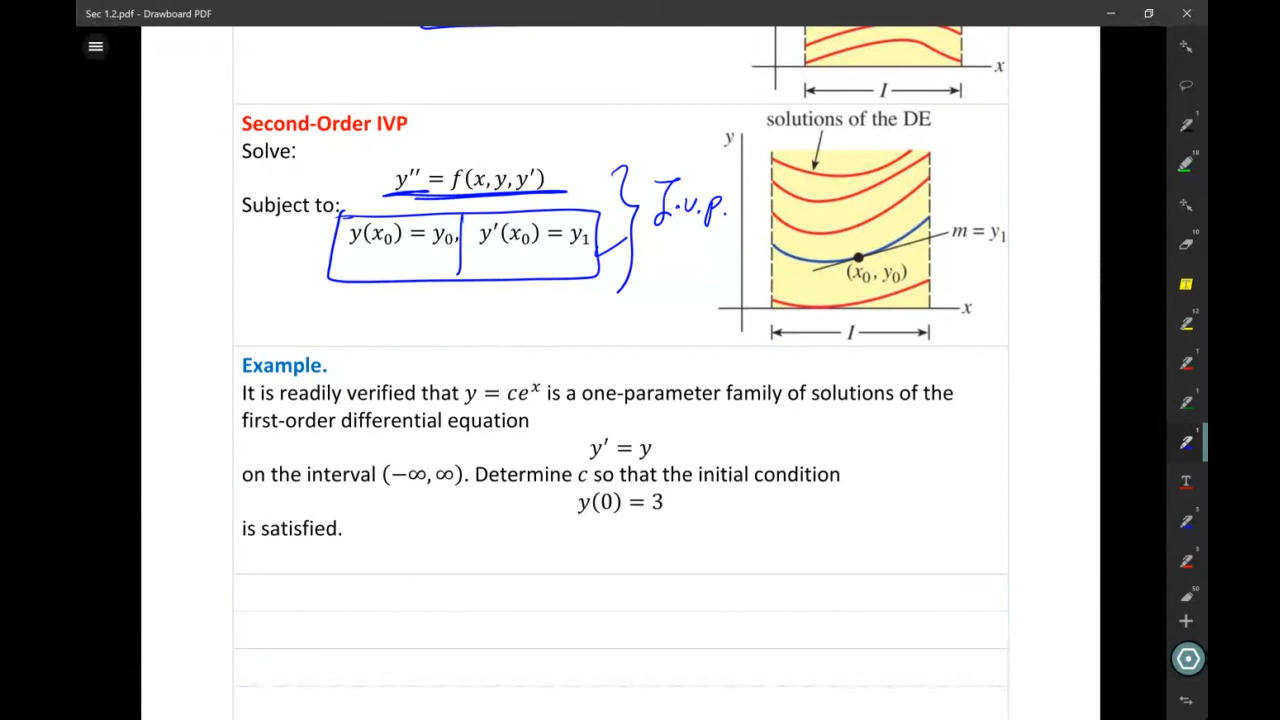 Sec 1.2.pdf - Drawboard PDF
x
I
Second-Order IVP
Solve:
y′′ = f(x, y, y′)
Subject to:
y(x₀) = y₀, y′(x₀) = y₁
I.v.p.
solutions of the DE
y
m = y₁
(x₀, y₀)
x
I
Example.
It is readily verified that y = ceˣ is a one-parameter family of solutions of the
first-order differential equation
y′ = y
on the interval (−∞, ∞). Determine c so that the initial condition
y(0) = 3
is satisfied.